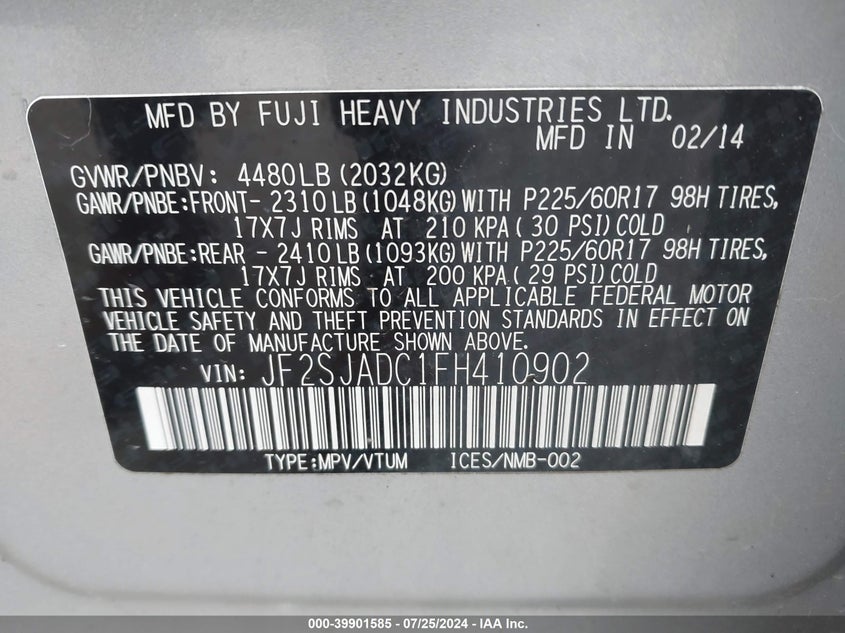 MFD BY FUJI HEAVY INDUSTRIES LTD.
MFD IN 02/14
GVWR/PNBV: 4480LB (2032KG)
GAWR/PNBE:FRONT- 2310LB (1048KG)WITH P225/60R17 98H TIRES,
17X7J RIMS AT 210 KPA( 30 PSI)COLD
GAWR/PNBE:REAR - 2410LB (1093KG)WITH P225/60R17 98H TIRES,
17X7J RIMS AT 200 KPA( 29 PSI)COLD
THIS VEHICLE CONFORMS TO ALL APPLICABLE FEDERAL MOTOR
VEHICLE SAFETY AND THEFT PREVENTION STANDARDS IN EFFECT ON
THE DATE OF MANUFACTURE SHOWN ABOVE.
VIN: JF2SJADC1FH410902
TYPE:MPV/VTUM ICES/NMB-002
000-39901585 - 07/25/2024 - IAAI.com Inc.